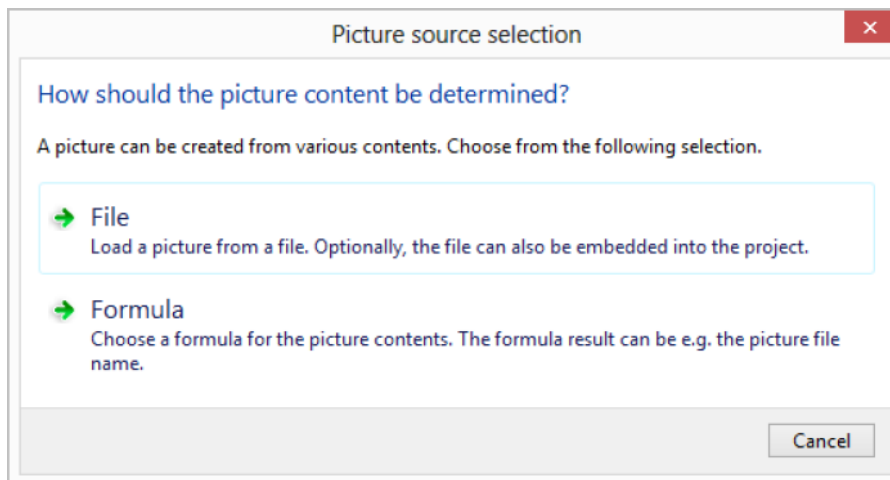 Picture source selection
How should the picture content be determined?
A picture can be created from various contents. Choose from the following selection.
File
Load a picture from a file. Optionally, the file can also be embedded into the project.
Formula
Choose a formula for the picture contents. The formula result can be e.g. the picture file
name.
Cancel